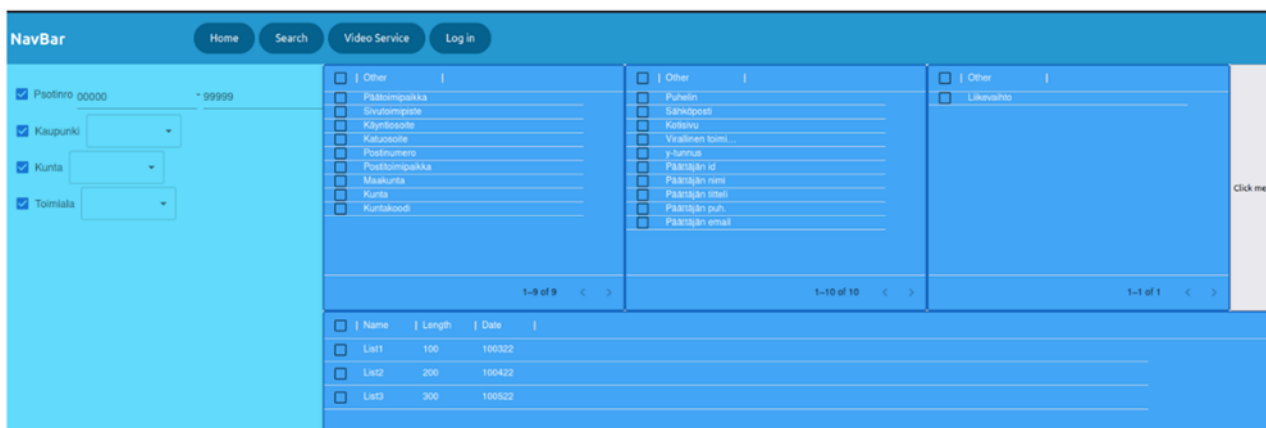 NavBar Home Search Video Service Log in
Psotinro 00000 - 99999
Kaupunki
Kunta
Toimiala
Other
Päätoimipaikka
Sivutoimipiste
Käyntiosoite
Katuosoite
Postinumero
Postitoimipaikka
Maakunta
Kunta
Kuntakoodi
1–9 of 9
Other
Puhelin
Sähköposti
Kotisivu
Virallinen toimi...
y-tunnus
Päättäjän id
Päättäjän nimi
Päättäjän titteli
Päättäjän puh.
Päättäjän email
1–10 of 10
Other
Liikevaihto
1–1 of 1
Click me
Name Length Date
List1 100 100322
List2 200 100422
List3 300 100522